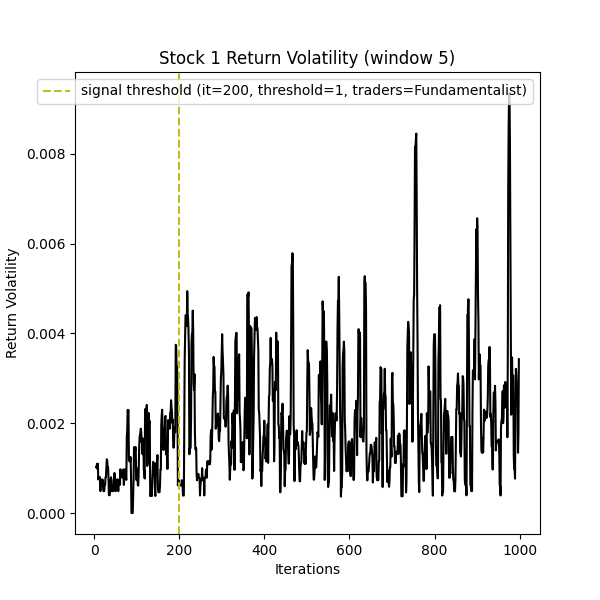 Stock 1 Return Volatility (window 5)
signal threshold (it=200, threshold=1, traders=Fundamentalist)
0.008
0.006
0.004
0.002
0.000
Return Volatility
0 200 400 600 800 1000
Iterations